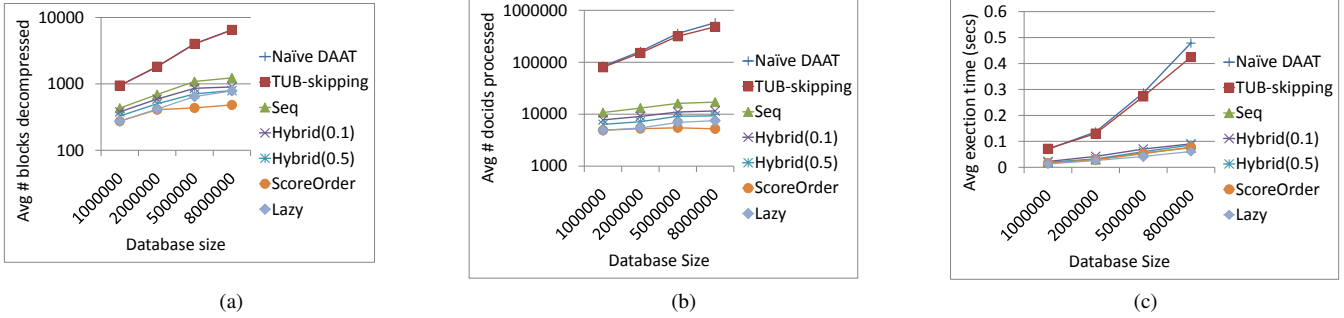 Avg # blocks decompressed
10000
1000
100
1000000
2000000
5000000
8000000
Database size
Naïve DAAT
TUB-skipping
Seq
Hybrid(0.1)
Hybrid(0.5)
ScoreOrder
Lazy
(a)
Avg # docids processed
1000000
100000
10000
1000
1000000
2000000
5000000
8000000
Database Size
Naïve DAAT
TUB-skipping
Seq
Hybrid(0.1)
Hybrid(0.5)
ScoreOrder
Lazy
(b)
Avg exection time (secs)
0.6
0.5
0.4
0.3
0.2
0.1
0
1000000
2000000
5000000
8000000
Database Size
Naïve DAAT
TUB-skipping
Seq
Hybrid(0.1)
Hybrid(0.5)
ScoreOrder
Lazy
(c)